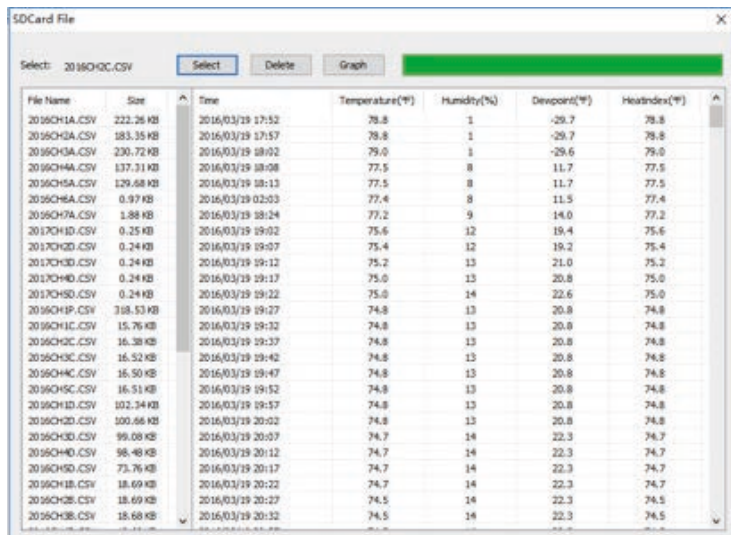 SDCard File
Select: 2016CH2C.CSV Select Delete Graph
File Name Size Time Temperature(℉) Humidity(%) Dewpoint(℉) Heatindex(℉)
2016CH1A.CSV 222.26 KB 2016/03/19 17:52 78.8 1 -29.7 78.8
2016CH2A.CSV 183.35 KB 2016/03/19 17:57 78.8 1 -29.7 78.8
2016CH3A.CSV 230.72 KB 2016/03/19 18:02 79.0 1 -29.6 79.0
2016CH4A.CSV 137.31 KB 2016/03/19 18:08 77.5 8 11.7 77.5
2016CH5A.CSV 129.68 KB 2016/03/19 18:13 77.5 8 11.7 77.5
2016CH6A.CSV 0.97 KB 2016/03/19 02:03 77.4 8 11.5 77.4
2016CH7A.CSV 1.88 KB 2016/03/19 18:24 77.2 9 14.0 77.2
2017CH1D.CSV 0.25 KB 2016/03/19 19:02 75.6 12 19.4 75.6
2017CH2D.CSV 0.24 KB 2016/03/19 19:07 75.4 12 19.2 75.4
2017CH3D.CSV 0.24 KB 2016/03/19 19:12 75.2 13 21.0 75.2
2017CH4D.CSV 0.24 KB 2016/03/19 19:17 75.0 13 20.8 75.0
2017CH5D.CSV 0.24 KB 2016/03/19 19:22 75.0 14 22.6 75.0
2016CH1P.CSV 318.53 KB 2016/03/19 19:27 74.8 13 20.8 74.8
2016CH1C.CSV 15.76 KB 2016/03/19 19:32 74.8 13 20.8 74.8
2016CH2C.CSV 16.38 KB 2016/03/19 19:37 74.8 13 20.8 74.8
2016CH3C.CSV 16.52 KB 2016/03/19 19:42 74.8 13 20.8 74.8
2016CH4C.CSV 16.50 KB 2016/03/19 19:47 74.8 13 20.8 74.8
2016CH5C.CSV 16.51 KB 2016/03/19 19:52 74.8 13 20.8 74.8
2016CH1D.CSV 102.34 KB 2016/03/19 19:57 74.8 13 20.8 74.8
2016CH2D.CSV 100.66 KB 2016/03/19 20:02 74.8 13 20.8 74.8
2016CH3D.CSV 99.08 KB 2016/03/19 20:07 74.7 14 22.3 74.7
2016CH4D.CSV 98.48 KB 2016/03/19 20:12 74.7 14 22.3 74.7
2016CH5D.CSV 73.76 KB 2016/03/19 20:17 74.7 14 22.3 74.7
2016CH1B.CSV 18.69 KB 2016/03/19 20:22 74.7 14 22.3 74.7
2016CH2B.CSV 18.69 KB 2016/03/19 20:27 74.5 14 22.3 74.5
2016CH3B.CSV 18.68 KB 2016/03/19 20:32 74.5 14 22.3 74.5